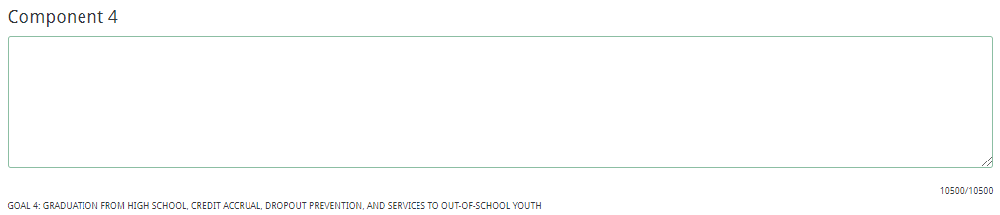 Component 4
10500/10500
GOAL 4: GRADUATION FROM HIGH SCHOOL, CREDIT ACCRUAL, DROPOUT PREVENTION, AND SERVICES TO OUT-OF-SCHOOL YOUTH